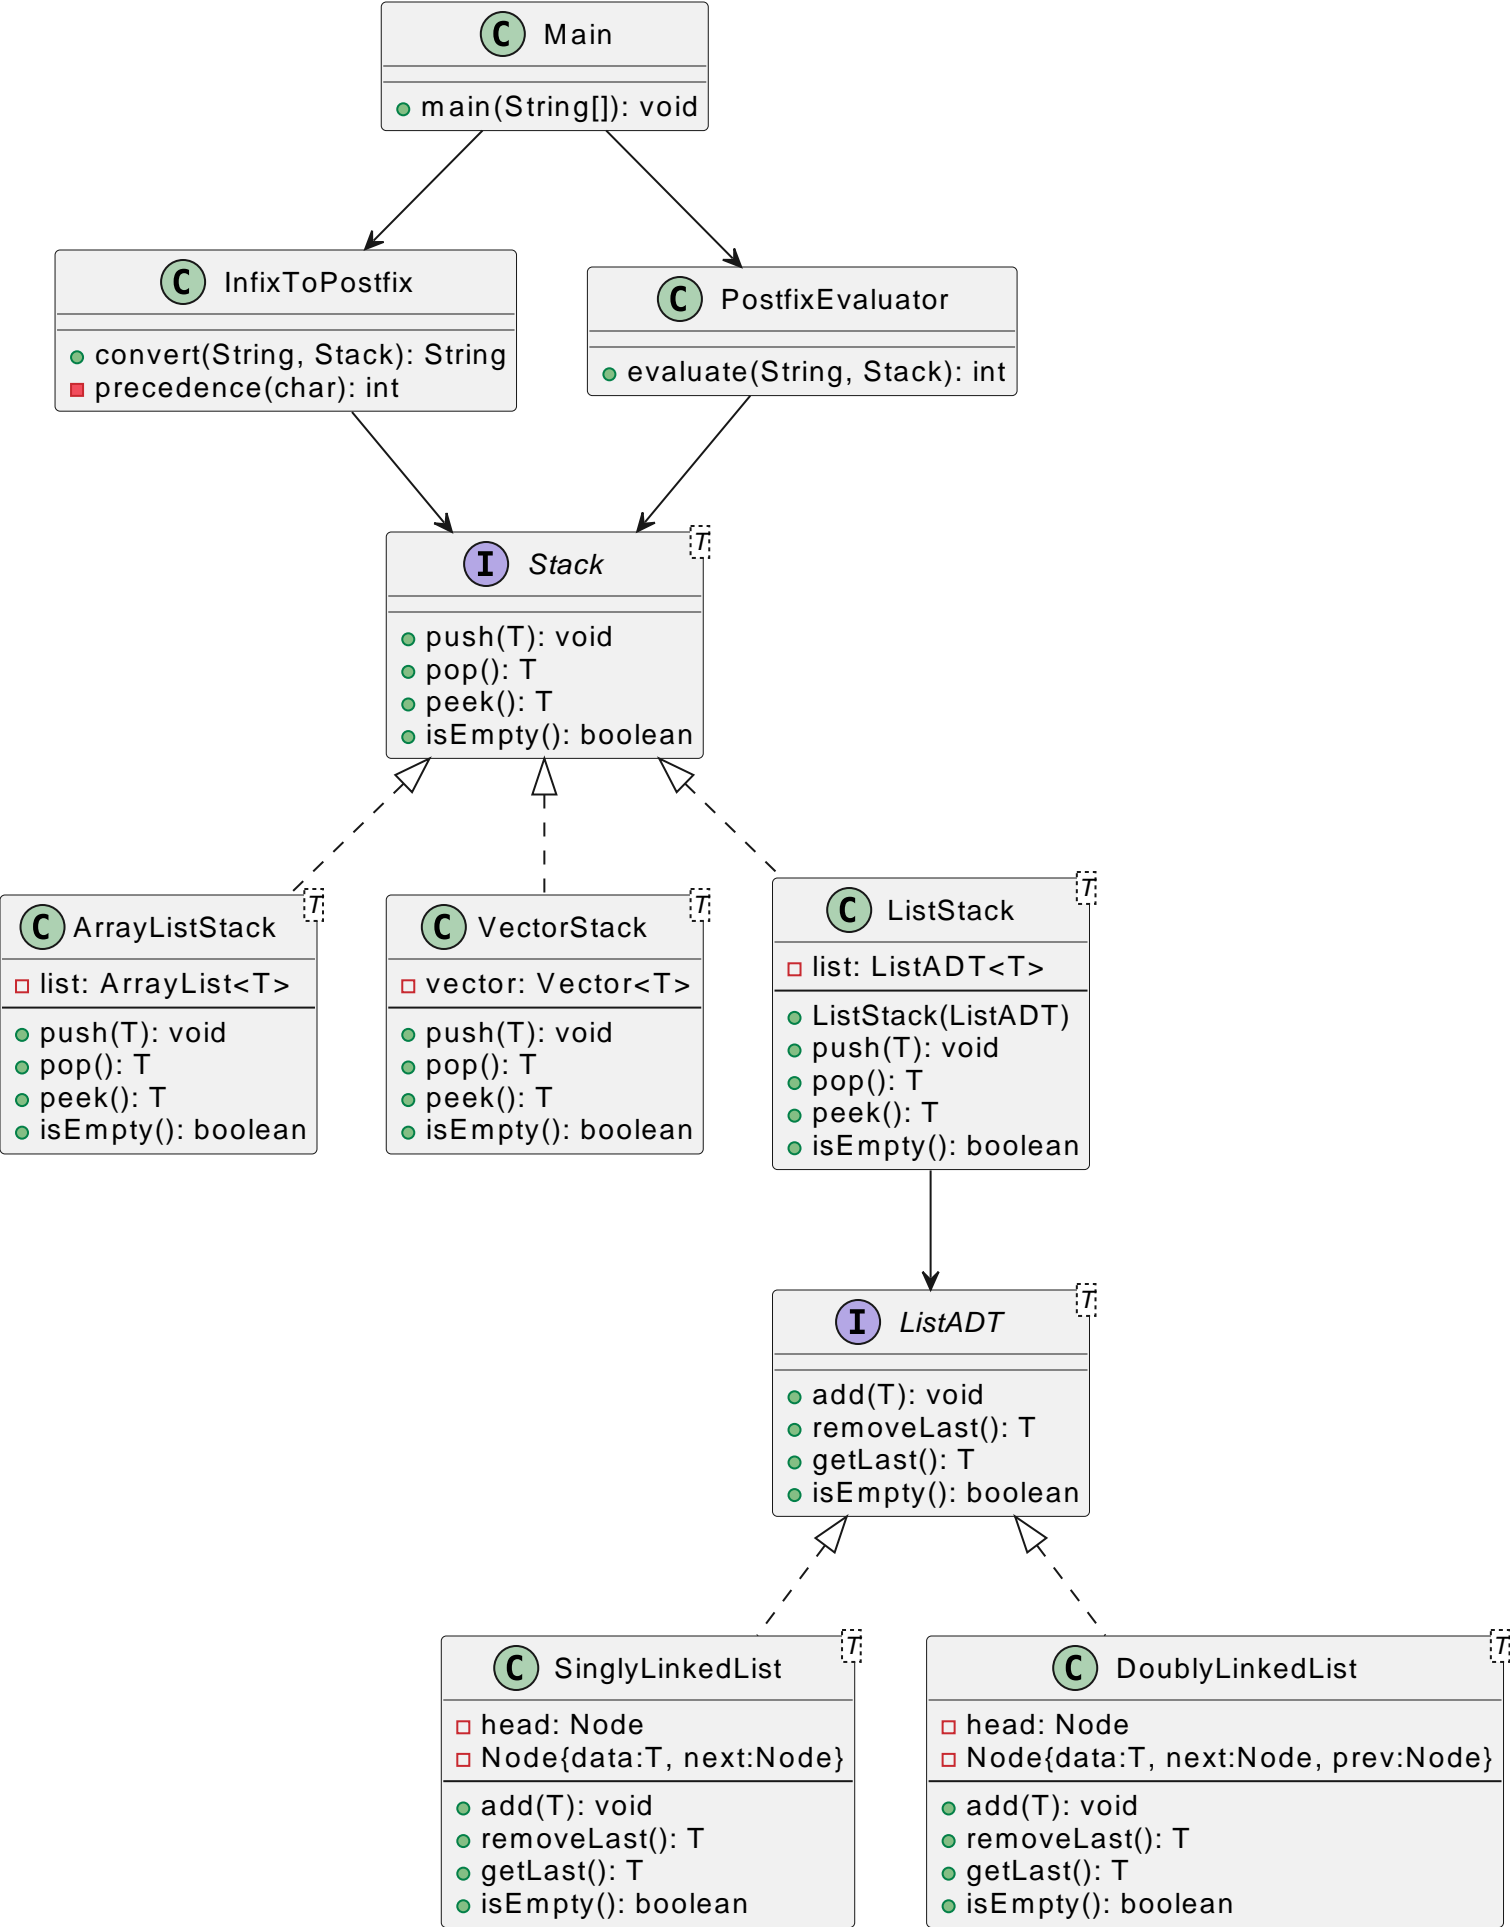 C Main
main(String[]): void
C InfixToPostfix
convert(String, Stack): String
precedence(char): int
C PostfixEvaluator
evaluate(String, Stack): int
I Stack T
push(T): void
pop(): T
peek(): T
isEmpty(): boolean
C ArrayListStack T
list: ArrayList<T>
push(T): void
pop(): T
peek(): T
isEmpty(): boolean
C VectorStack T
vector: Vector<T>
push(T): void
pop(): T
peek(): T
isEmpty(): boolean
C ListStack T
list: ListADT<T>
ListStack(ListADT)
push(T): void
pop(): T
peek(): T
isEmpty(): boolean
I ListADT T
add(T): void
removeLast(): T
getLast(): T
isEmpty(): boolean
C SinglyLinkedList T
head: Node
Node{data:T, next:Node}
add(T): void
removeLast(): T
getLast(): T
isEmpty(): boolean
C DoublyLinkedList T
head: Node
Node{data:T, next:Node, prev:Node}
add(T): void
removeLast(): T
getLast(): T
isEmpty(): boolean